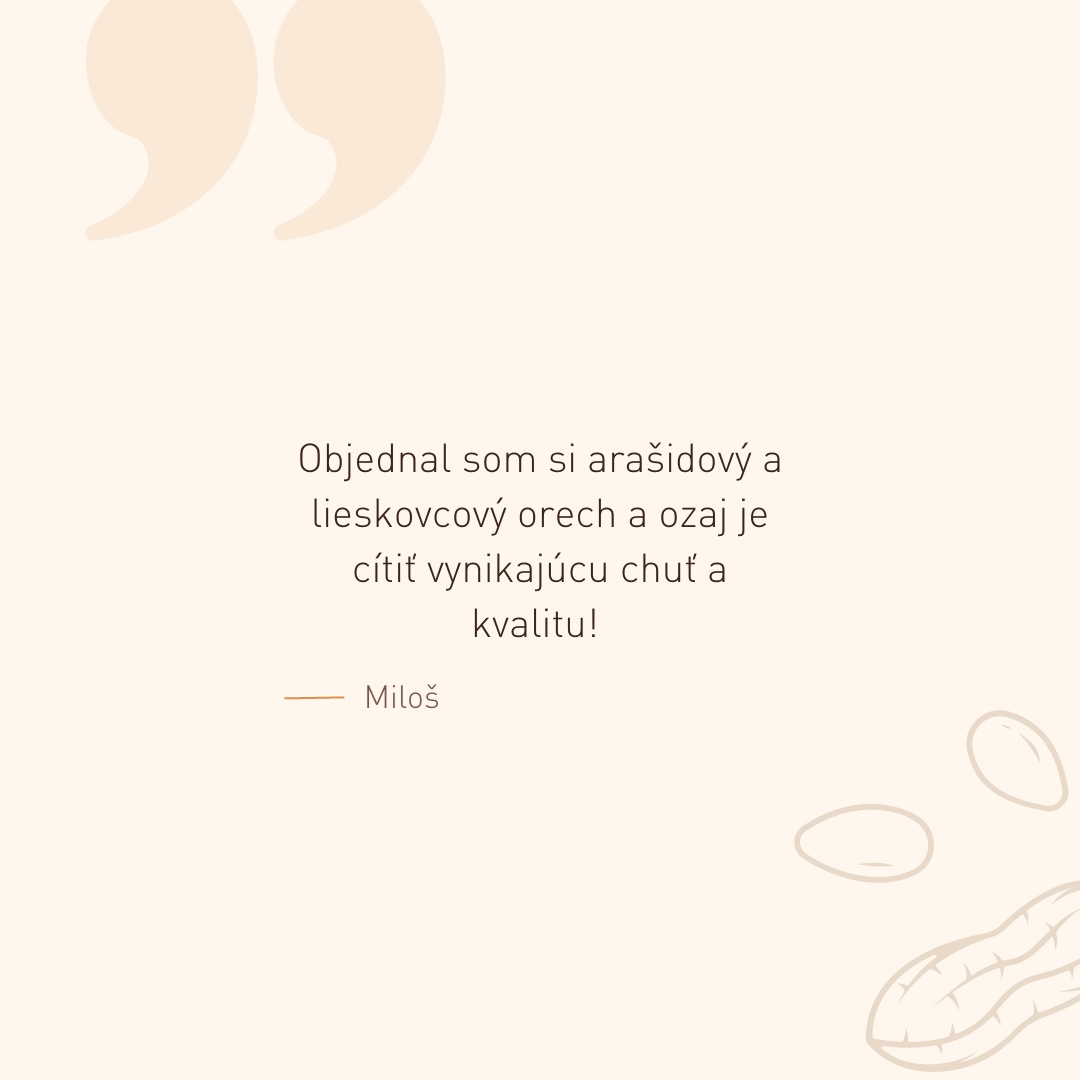 Objednal som si arašidový a
lieskovcový orech a ozaj je
cítiť vynikajúcu chuť a
kvalitu!
Miloš